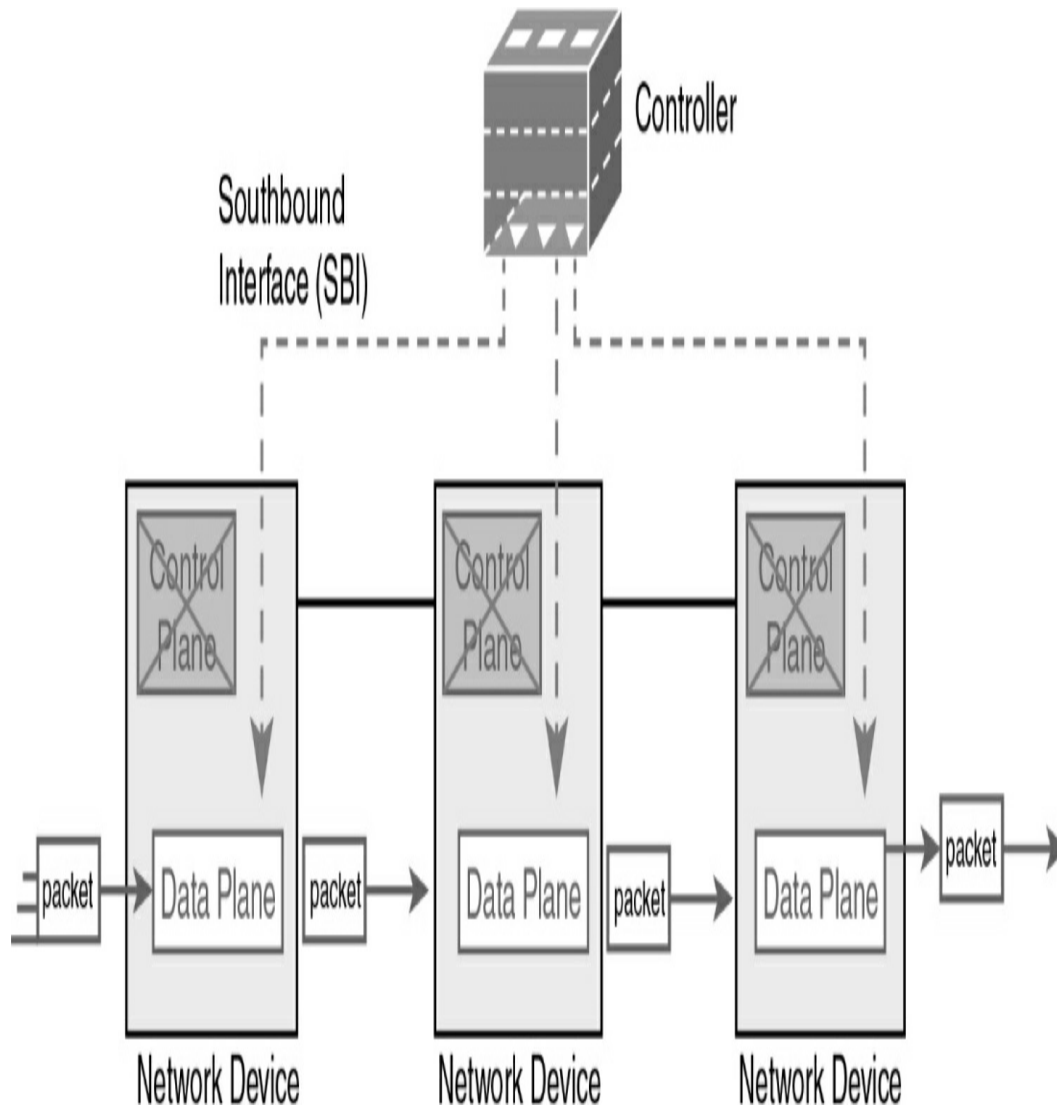 Controller
Southbound
Interface (SBI)
Control
Plane
Control
Plane
Control
Plane
packet
Data Plane
packet
Data Plane
packet
Data Plane
packet
Network Device
Network Device
Network Device